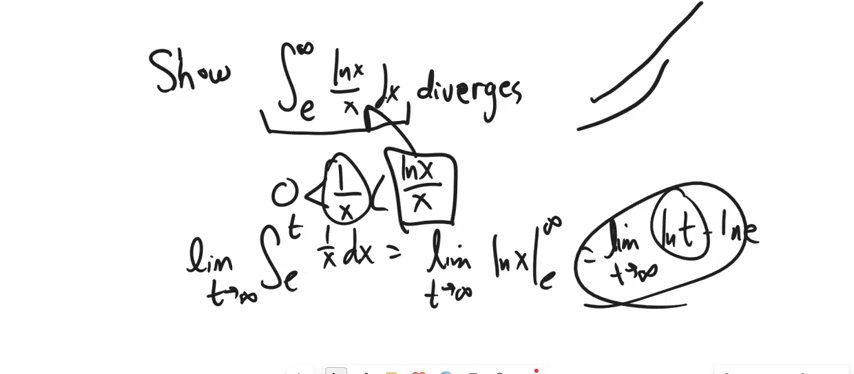 Show ∫_e^∞ lnx/x dx diverges
0 < 1/x < lnx/x
lim_{t→∞} ∫_e^t 1/x dx = lim_{t→∞} lnx|_e^∞ = lim_{t→∞} lnt - lne